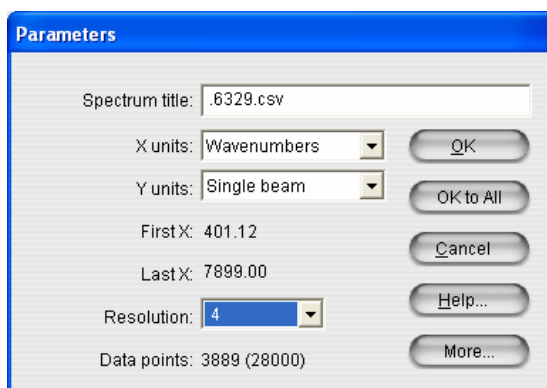 Parameters
Spectrum title: .6329.csv
X units: Wavenumbers OK
Y units: Single beam OK to All
First X: 401.12
Last X: 7899.00 Cancel
Resolution: 4 Help...
Data points: 3889 (28000) More...